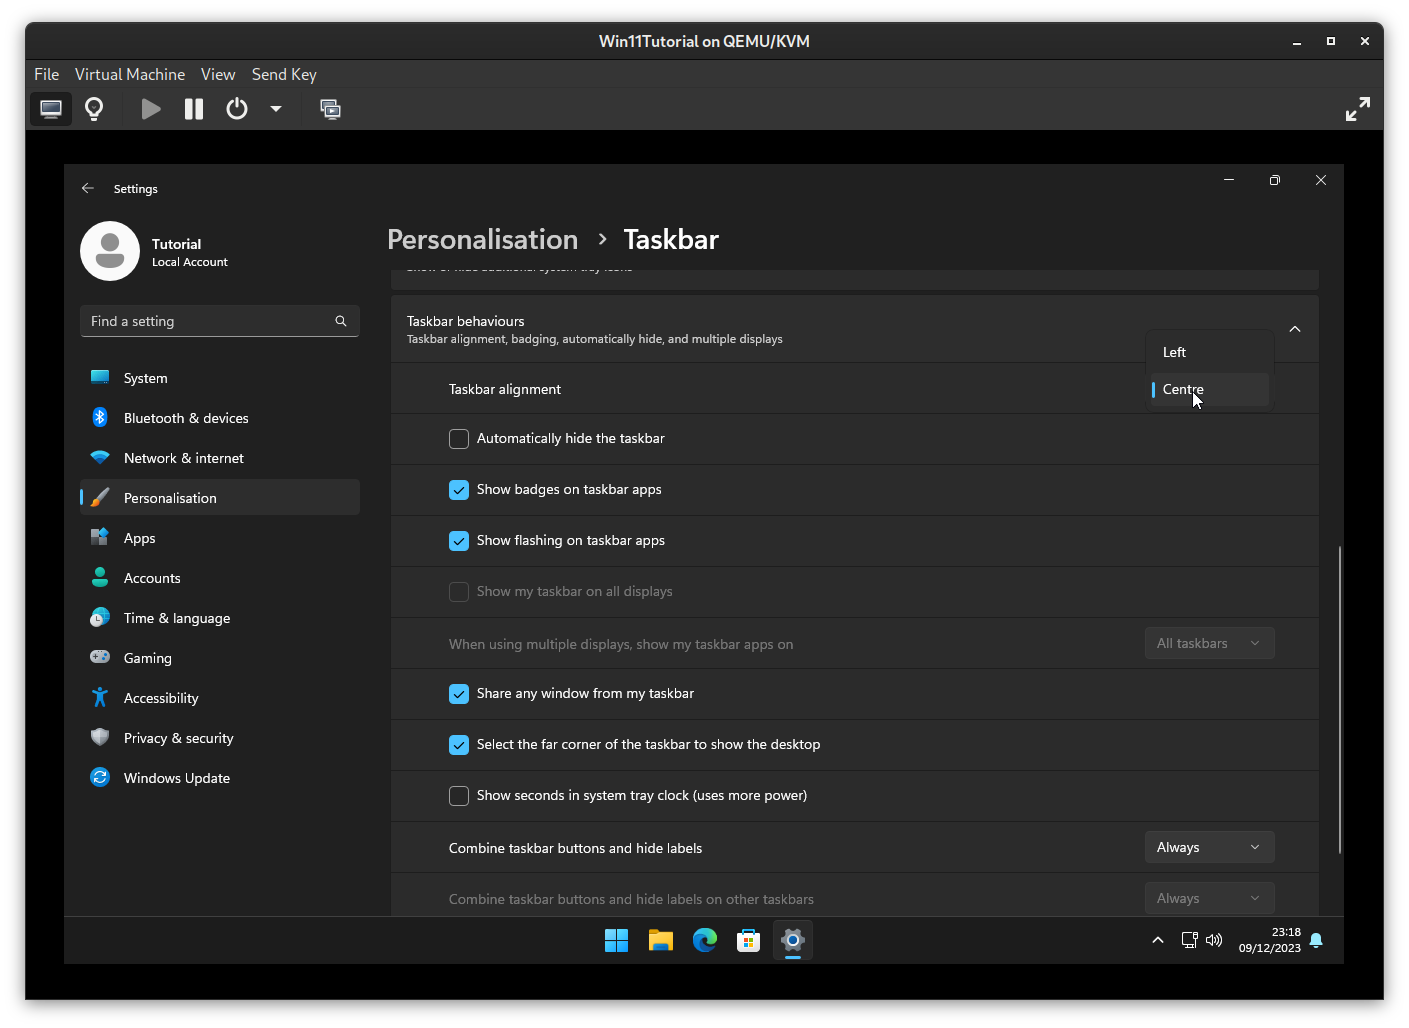 Win11Tutorial on QEMU/KVM
File Virtual Machine View Send Key
Settings
Tutorial
Local Account
Find a setting
System
Bluetooth & devices
Network & internet
Personalisation
Apps
Accounts
Time & language
Gaming
Accessibility
Privacy & security
Windows Update
Personalisation > Taskbar
Taskbar behaviours
Taskbar alignment, badging, automatically hide, and multiple displays
Left
Taskbar alignment
Centre
Automatically hide the taskbar
Show badges on taskbar apps
Show flashing on taskbar apps
Show my taskbar on all displays
When using multiple displays, show my taskbar apps on
All taskbars
Share any window from my taskbar
Select the far corner of the taskbar to show the desktop
Show seconds in system tray clock (uses more power)
Combine taskbar buttons and hide labels
Always
Combine taskbar buttons and hide labels on other taskbars
Always
23:18
09/12/2023